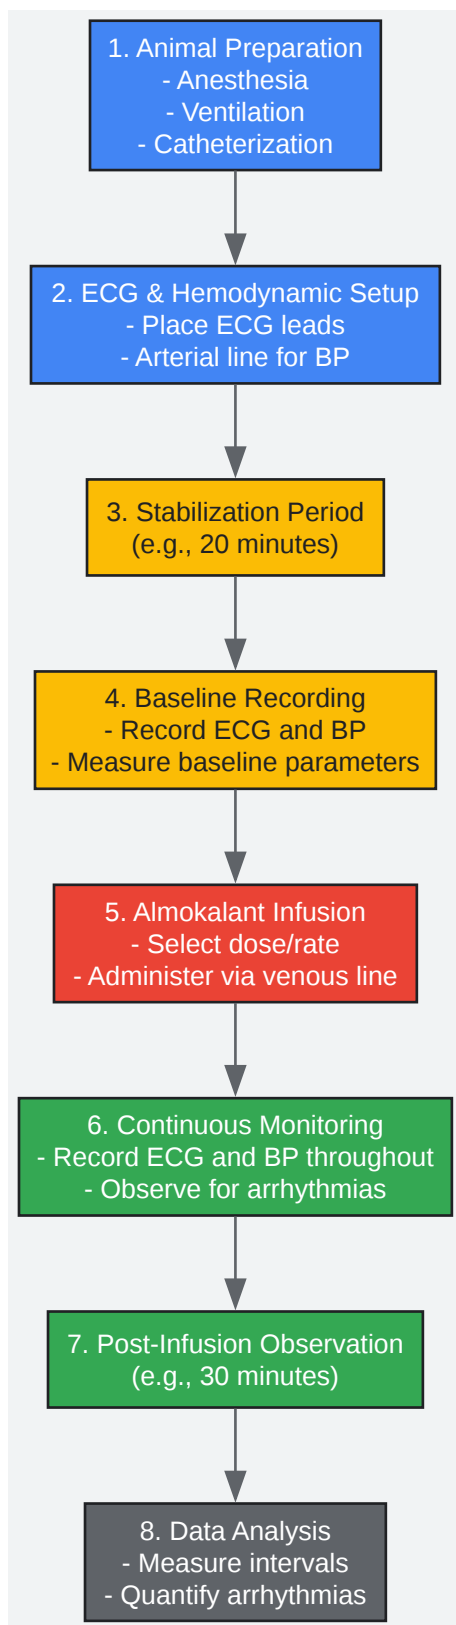 1. Animal Preparation
- Anesthesia
- Ventilation
- Catheterization
2. ECG & Hemodynamic Setup
- Place ECG leads
- Arterial line for BP
3. Stabilization Period
(e.g., 20 minutes)
4. Baseline Recording
- Record ECG and BP
- Measure baseline parameters
5. Almokalant Infusion
- Select dose/rate
- Administer via venous line
6. Continuous Monitoring
- Record ECG and BP throughout
- Observe for arrhythmias
7. Post-Infusion Observation
(e.g., 30 minutes)
8. Data Analysis
- Measure intervals
- Quantify arrhythmias